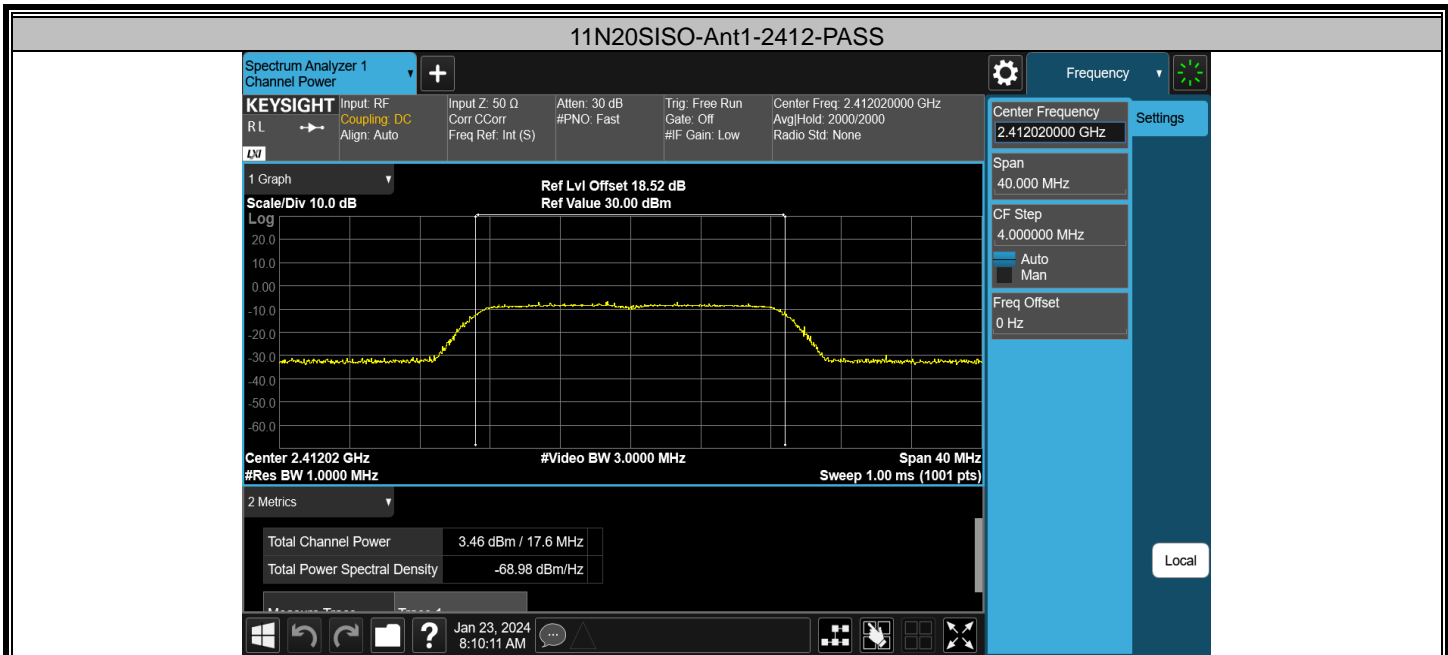 11N20SISO-Ant1-2412-PASS
Spectrum Analyzer 1
Channel Power
+
Frequency
KEYSIGHT
RL
LXI
Input: RF
Coupling: DC
Align: Auto
Input Z: 50 Ω
Corr CCorr
Freq Ref: Int (S)
Atten: 30 dB
#PNO: Fast
Trig: Free Run
Gate: Off
#IF Gain: Low
Center Freq: 2.412020000 GHz
Avg|Hold: 2000/2000
Radio Std: None
Center Frequency
2.412020000 GHz
Settings
Span
40.000 MHz
CF Step
4.000000 MHz
Auto
Man
Freq Offset
0 Hz
1 Graph
Scale/Div 10.0 dB
Ref Lvl Offset 18.52 dB
Ref Value 30.00 dBm
Log
20.0
10.0
0.00
-10.0
-20.0
-30.0
-40.0
-50.0
-60.0
Center 2.41202 GHz
#Video BW 3.0000 MHz
Span 40 MHz
#Res BW 1.0000 MHz
Sweep 1.00 ms (1001 pts)
2 Metrics
Total Channel Power 3.46 dBm / 17.6 MHz
Total Power Spectral Density -68.98 dBm/Hz
Measure Trace Trace 1
Local
?
Jan 23, 2024
8:10:11 AM